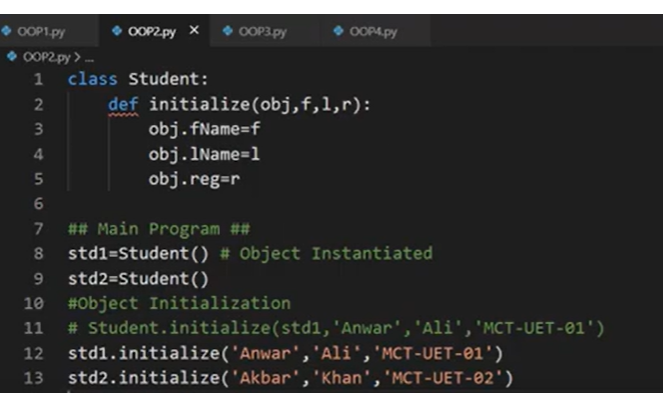 OOP1.py OOP2.py × OOP3.py OOP4.py
OOP2.py > ...
1 class Student:
2     def initialize(obj,f,l,r):
3         obj.fName=f
4         obj.lName=l
5         obj.reg=r
6
7 ## Main Program ##
8 std1=Student() # Object Instantiated
9 std2=Student()
10 #Object Initialization
11 # Student.initialize(std1,'Anwar','Ali','MCT-UET-01')
12 std1.initialize('Anwar','Ali','MCT-UET-01')
13 std2.initialize('Akbar','Khan','MCT-UET-02')